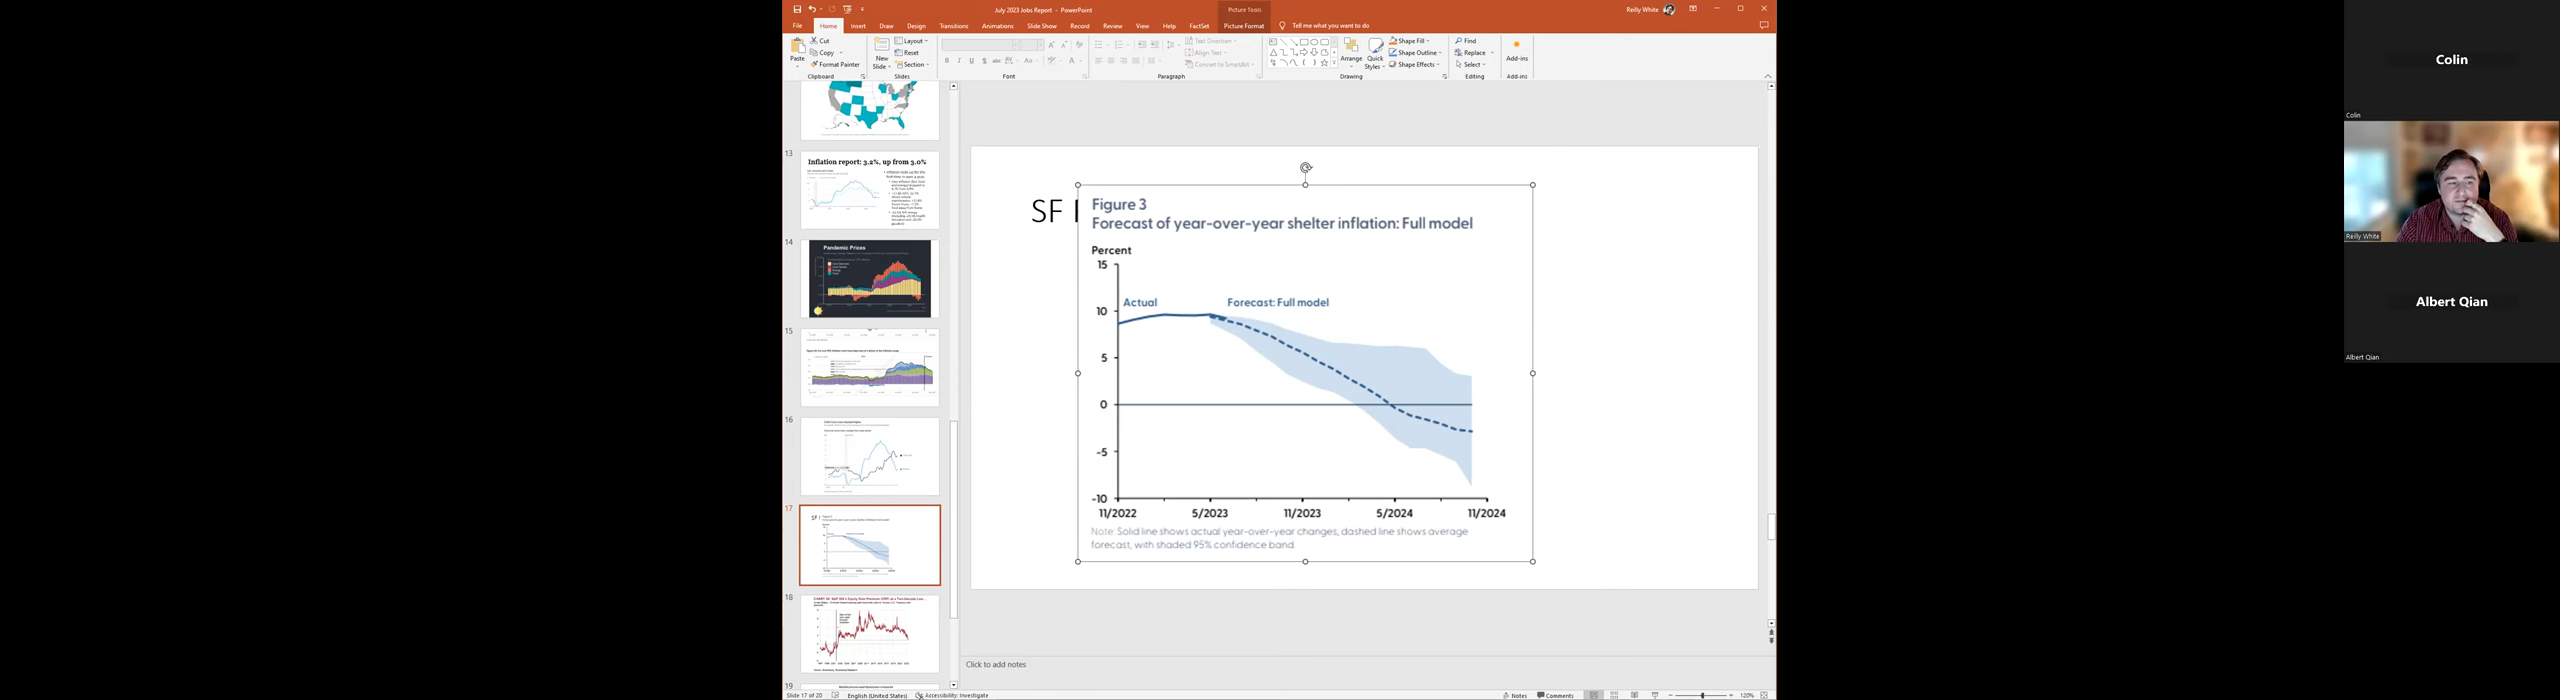 July 2023 Jobs Report - PowerPoint
Picture Tools
Reilly White
File
Home
Insert
Draw
Design
Transitions
Animations
Slide Show
Record
Review
View
Help
FactSet
Picture Format
Tell me what you want to do
Paste
Cut
Copy
Format Painter
Clipboard
New
Slide
Layout
Reset
Section
Slides
Font
Text Direction
Align Text
Convert to SmartArt
Paragraph
Arrange
Quick
Styles
Shape Fill
Shape Outline
Shape Effects
Drawing
Find
Replace
Select
Editing
Add-ins
Add-ins
13
Inflation report: 3.2%, up from 3.0%
14
Pandemic Prices
15
16
17
18
19
SF
Figure 3
Forecast of year-over-year shelter inflation: Full model
Percent
15
10
5
0
-5
-10
Actual
Forecast: Full model
11/2022
5/2023
11/2023
5/2024
11/2024
Note: Solid line shows actual year-over-year changes; dashed line shows average
forecast, with shaded 95% confidence band.
Click to add notes
Slide 17 of 20
English (United States)
Accessibility: Investigate
Notes
Comments
120%
Colin
Colin
Reilly White
Albert Qian
Albert Qian